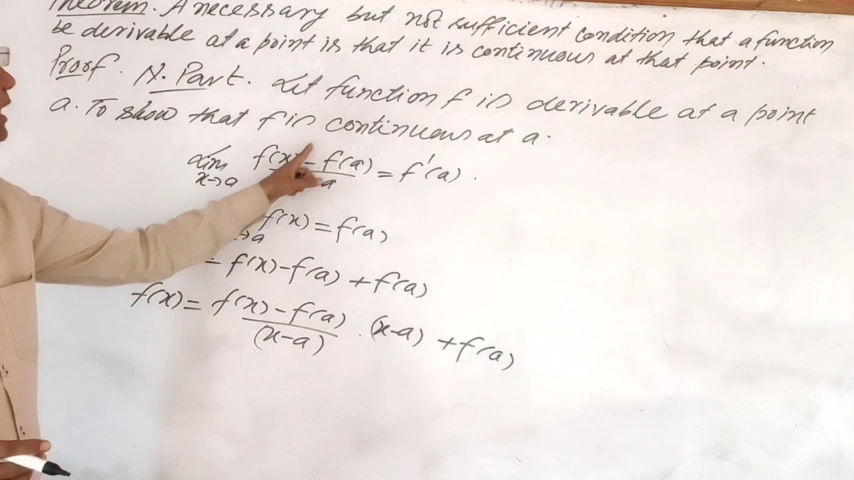 Theorem. A necessary but not sufficient condition that a function
be derivable at a point is that it is continuous at that point.
Proof. N. Part. Let function f is derivable at a point
a. To show that f is continuous at a.
Lim x→a f(x) - f(a) / a = f'(a).
→a f(x) = f(a)
= f(x) - f(a) + f(a)
f(x) = f(x) - f(a) / (x-a) . (x-a) + f(a)